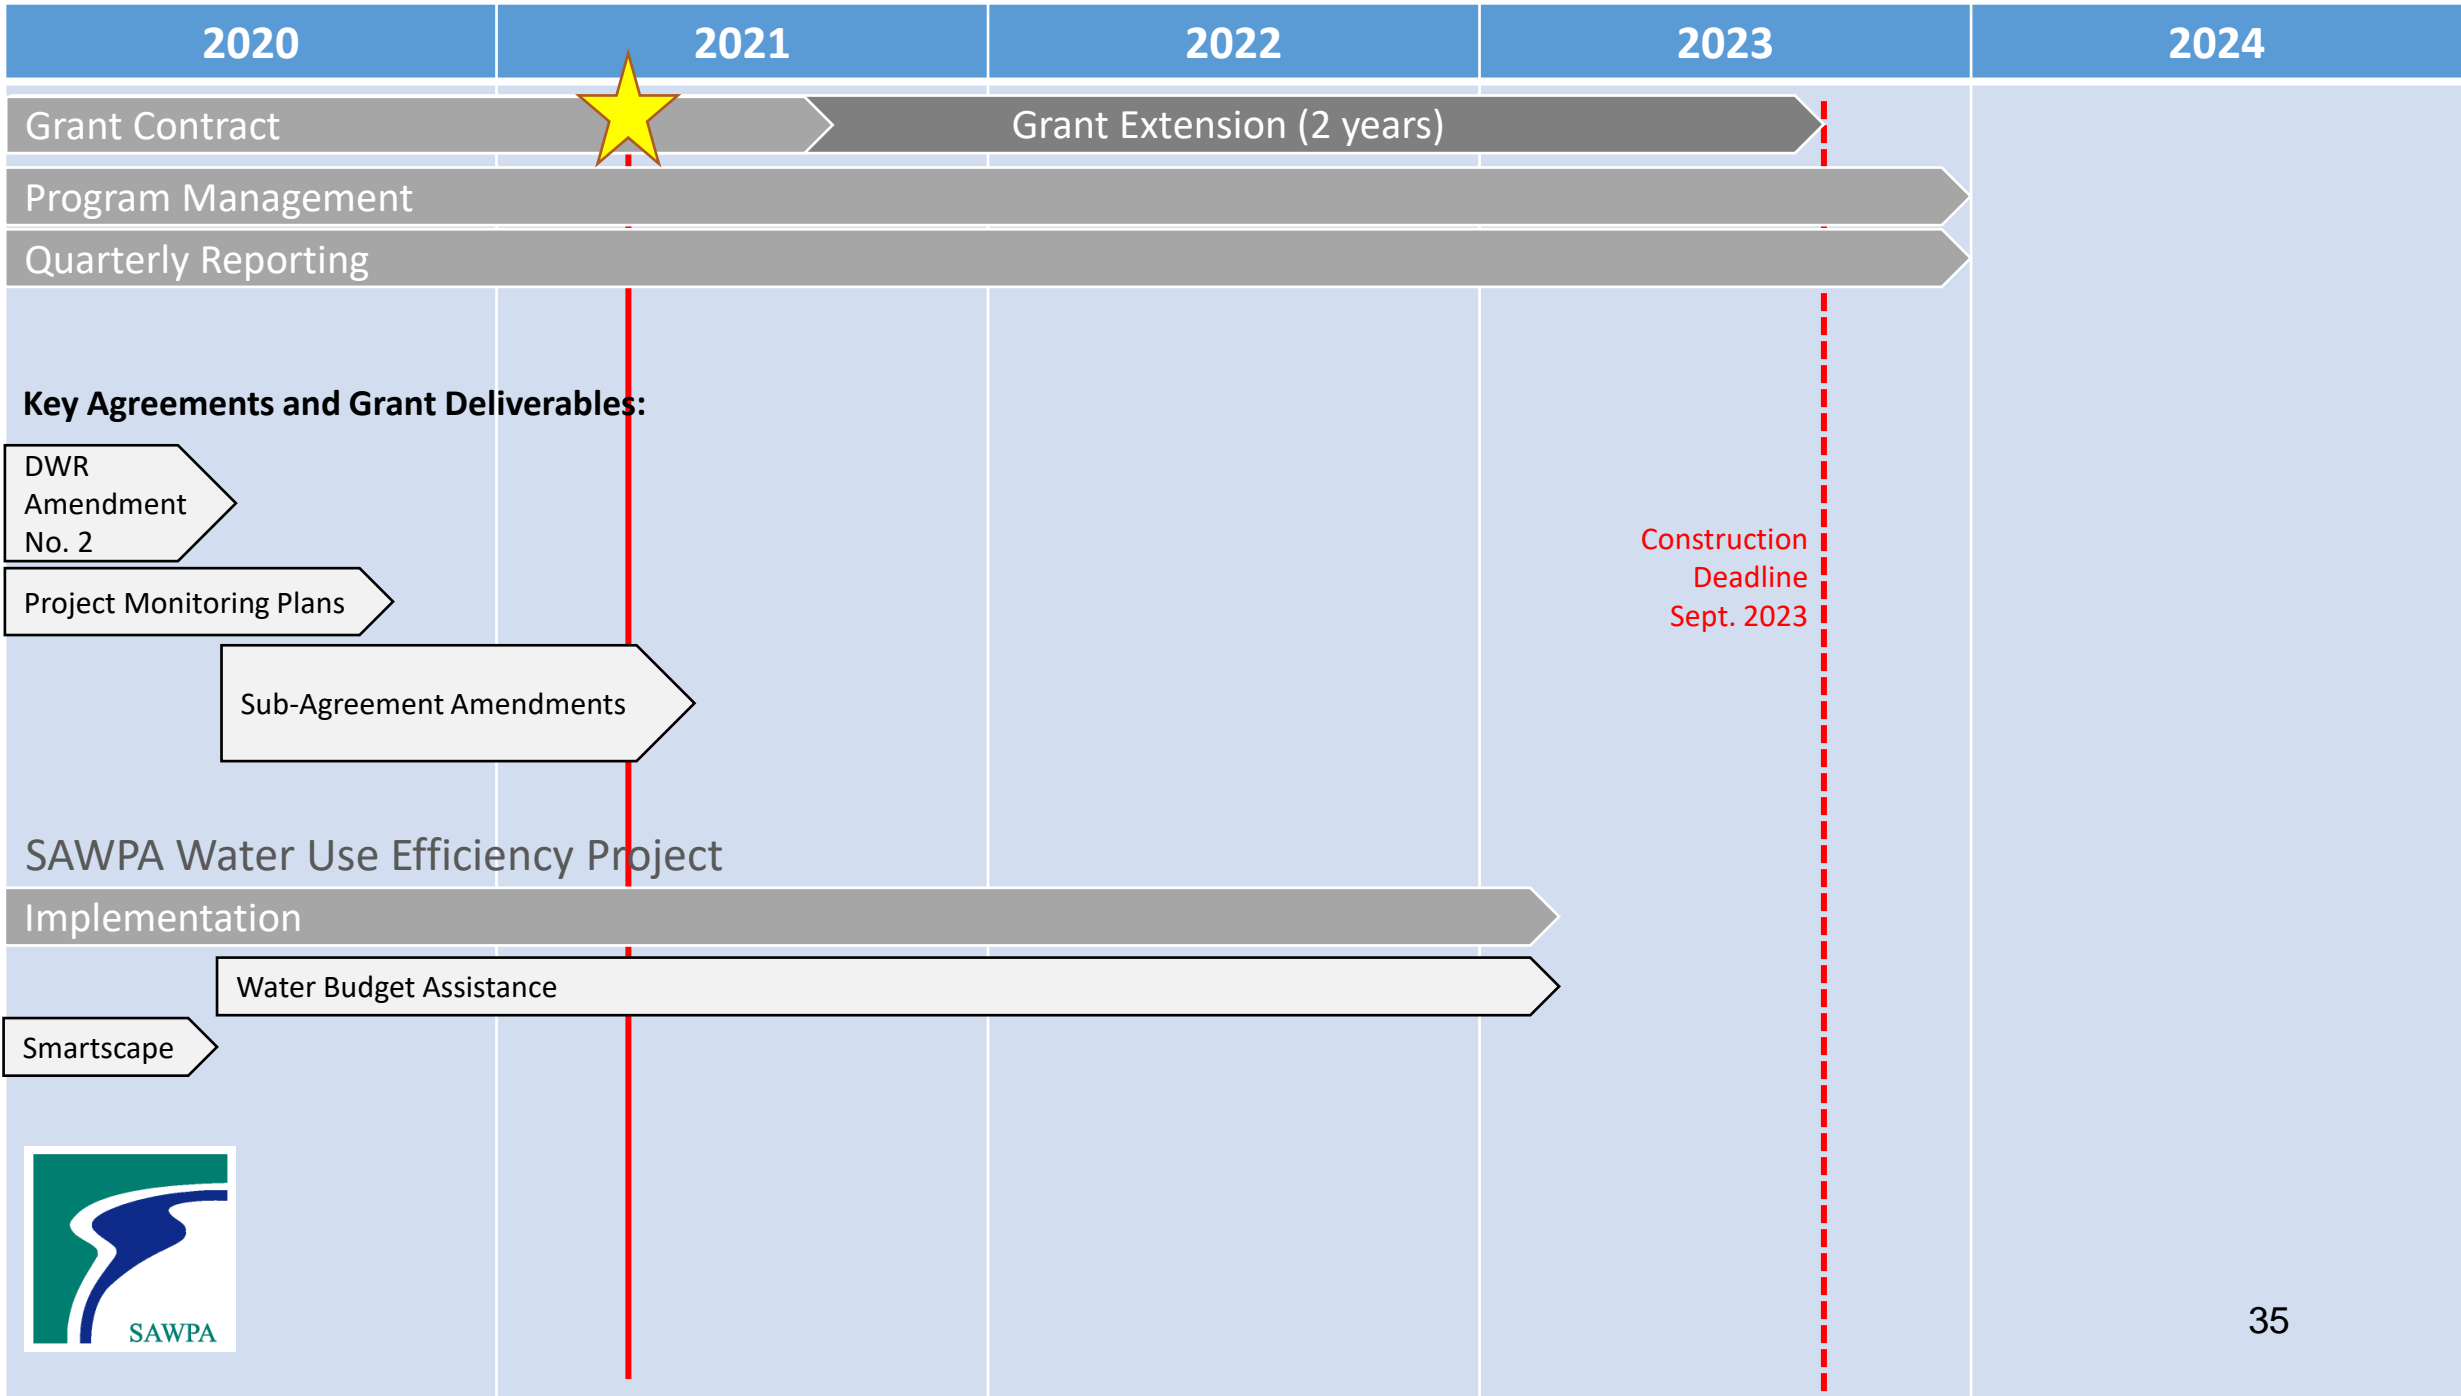 2020 2021 2022 2023 2024
Grant Contract
Grant Extension (2 years)
Program Management
Quarterly Reporting
Key Agreements and Grant Deliverables:
DWR
Amendment
No. 2
Project Monitoring Plans
Construction
Deadline
Sept. 2023
Sub-Agreement Amendments
SAWPA Water Use Efficiency Project
Implementation
Water Budget Assistance
Smartscape
SAWPA
35